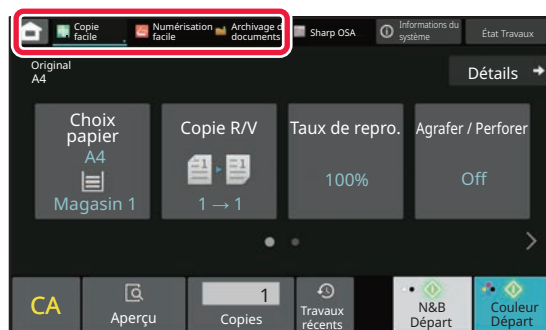 Copie
facile
Numérisation
facile
Archivage d
documents
Sharp OSA
Informations du
système
État Travaux
Original
A4
Détails
Choix
papier
A4
Magasin 1
Copie R/V
1 1
1 → 1
Taux de repro.
100%
Agrafer / Perforer
Off
CA
Aperçu
1
Copies
Travaux
récents
N&B
Départ
Couleur
Départ